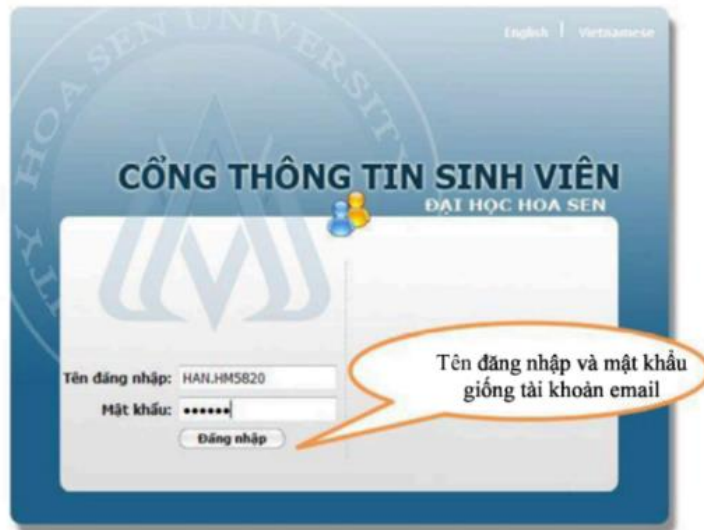 English | Vietnamese
HOA SEN UNIVERSITY
CỔNG THÔNG TIN SINH VIÊN
ĐẠI HỌC HOA SEN
Tên đăng nhập: HAN.HM5820
Mật khẩu: ••••••
Đăng nhập
Tên đăng nhập và mật khẩu
giống tài khoản email